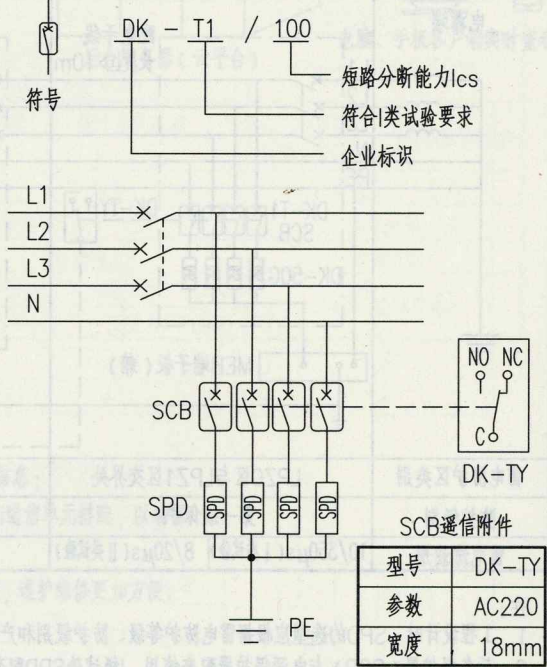 DK - T1 / 100
符号
短路分断能力Ics
符合I类试验要求
企业标识
L1
L2
L3
N
SCB
NO NC
C
DK-TY
SPD
SPD SPD SPD SPD
SCB通信附件
PE
型号 DK-TY
参数 AC220
宽度 18mm